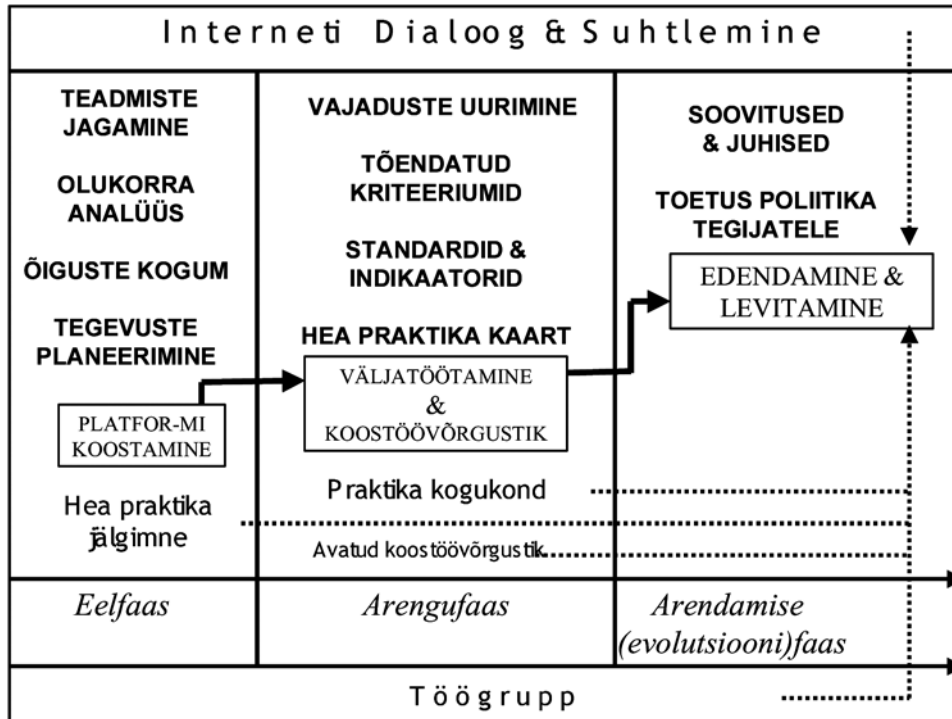 Interneti Dialoog & Suhtlemine
TEADMISTE
JAGAMINE
OLUKORRA
ANALÜÜS
ÕIGUSTE KOGUM
TEGEVUSTE
PLANEERIMINE
PLATFOR-MI
KOOSTAMINE
Hea praktika
jälgimne
VAJADUSTE UURIMINE
TÕENDATUD
KRITEERIUMID
STANDARDID &
INDIKAATORID
HEA PRAKTIKA KAART
VÄLJATÖÖTAMINE
&
KOOSTÖÖVÕRGUSTIK
Praktika kogukond
Avatud koostöövõrgustik
SOOVITUSED
& JUHISED
TOETUS POLIITIKA
TEGIJATELE
EDENDAMINE &
LEVITAMINE
Eelfaas
Arengufaas
Arendamise
(evolutsiooni)faas
Töögrupp